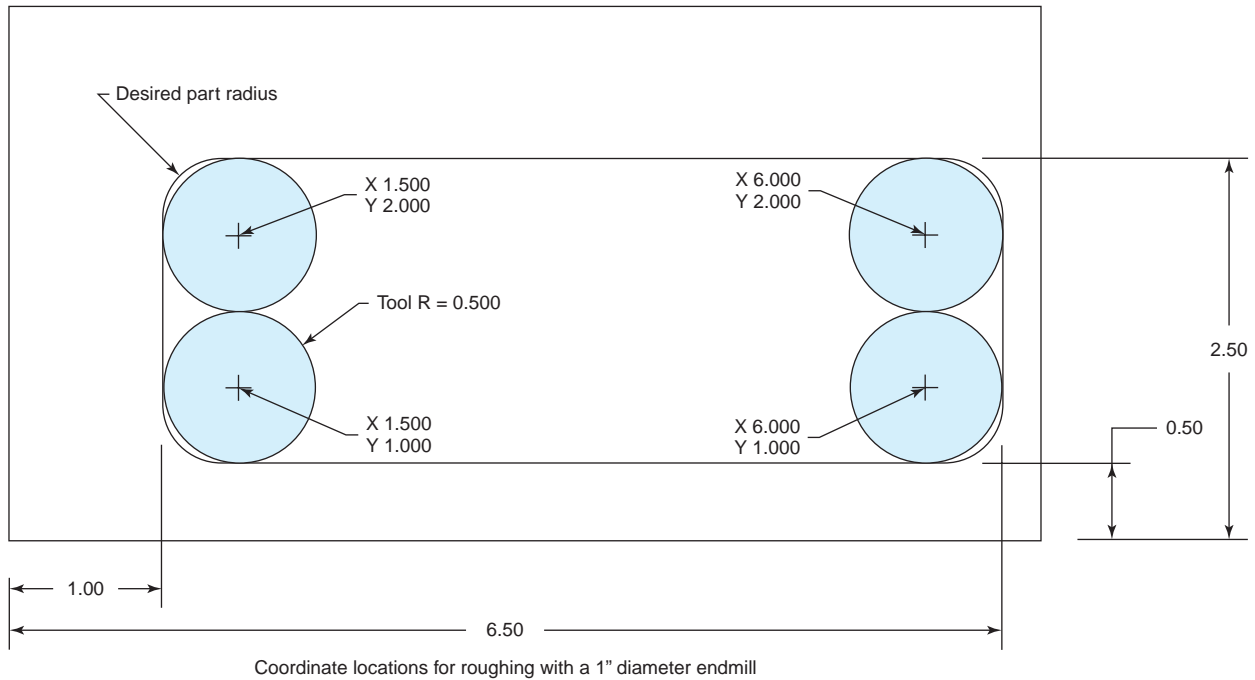 Desired part radius
X 1.500
Y 2.000
X 6.000
Y 2.000
Tool R = 0.500
2.50
X 1.500
Y 1.000
X 6.000
Y 1.000
0.50
1.00
6.50
Coordinate locations for roughing with a 1” diameter endmill